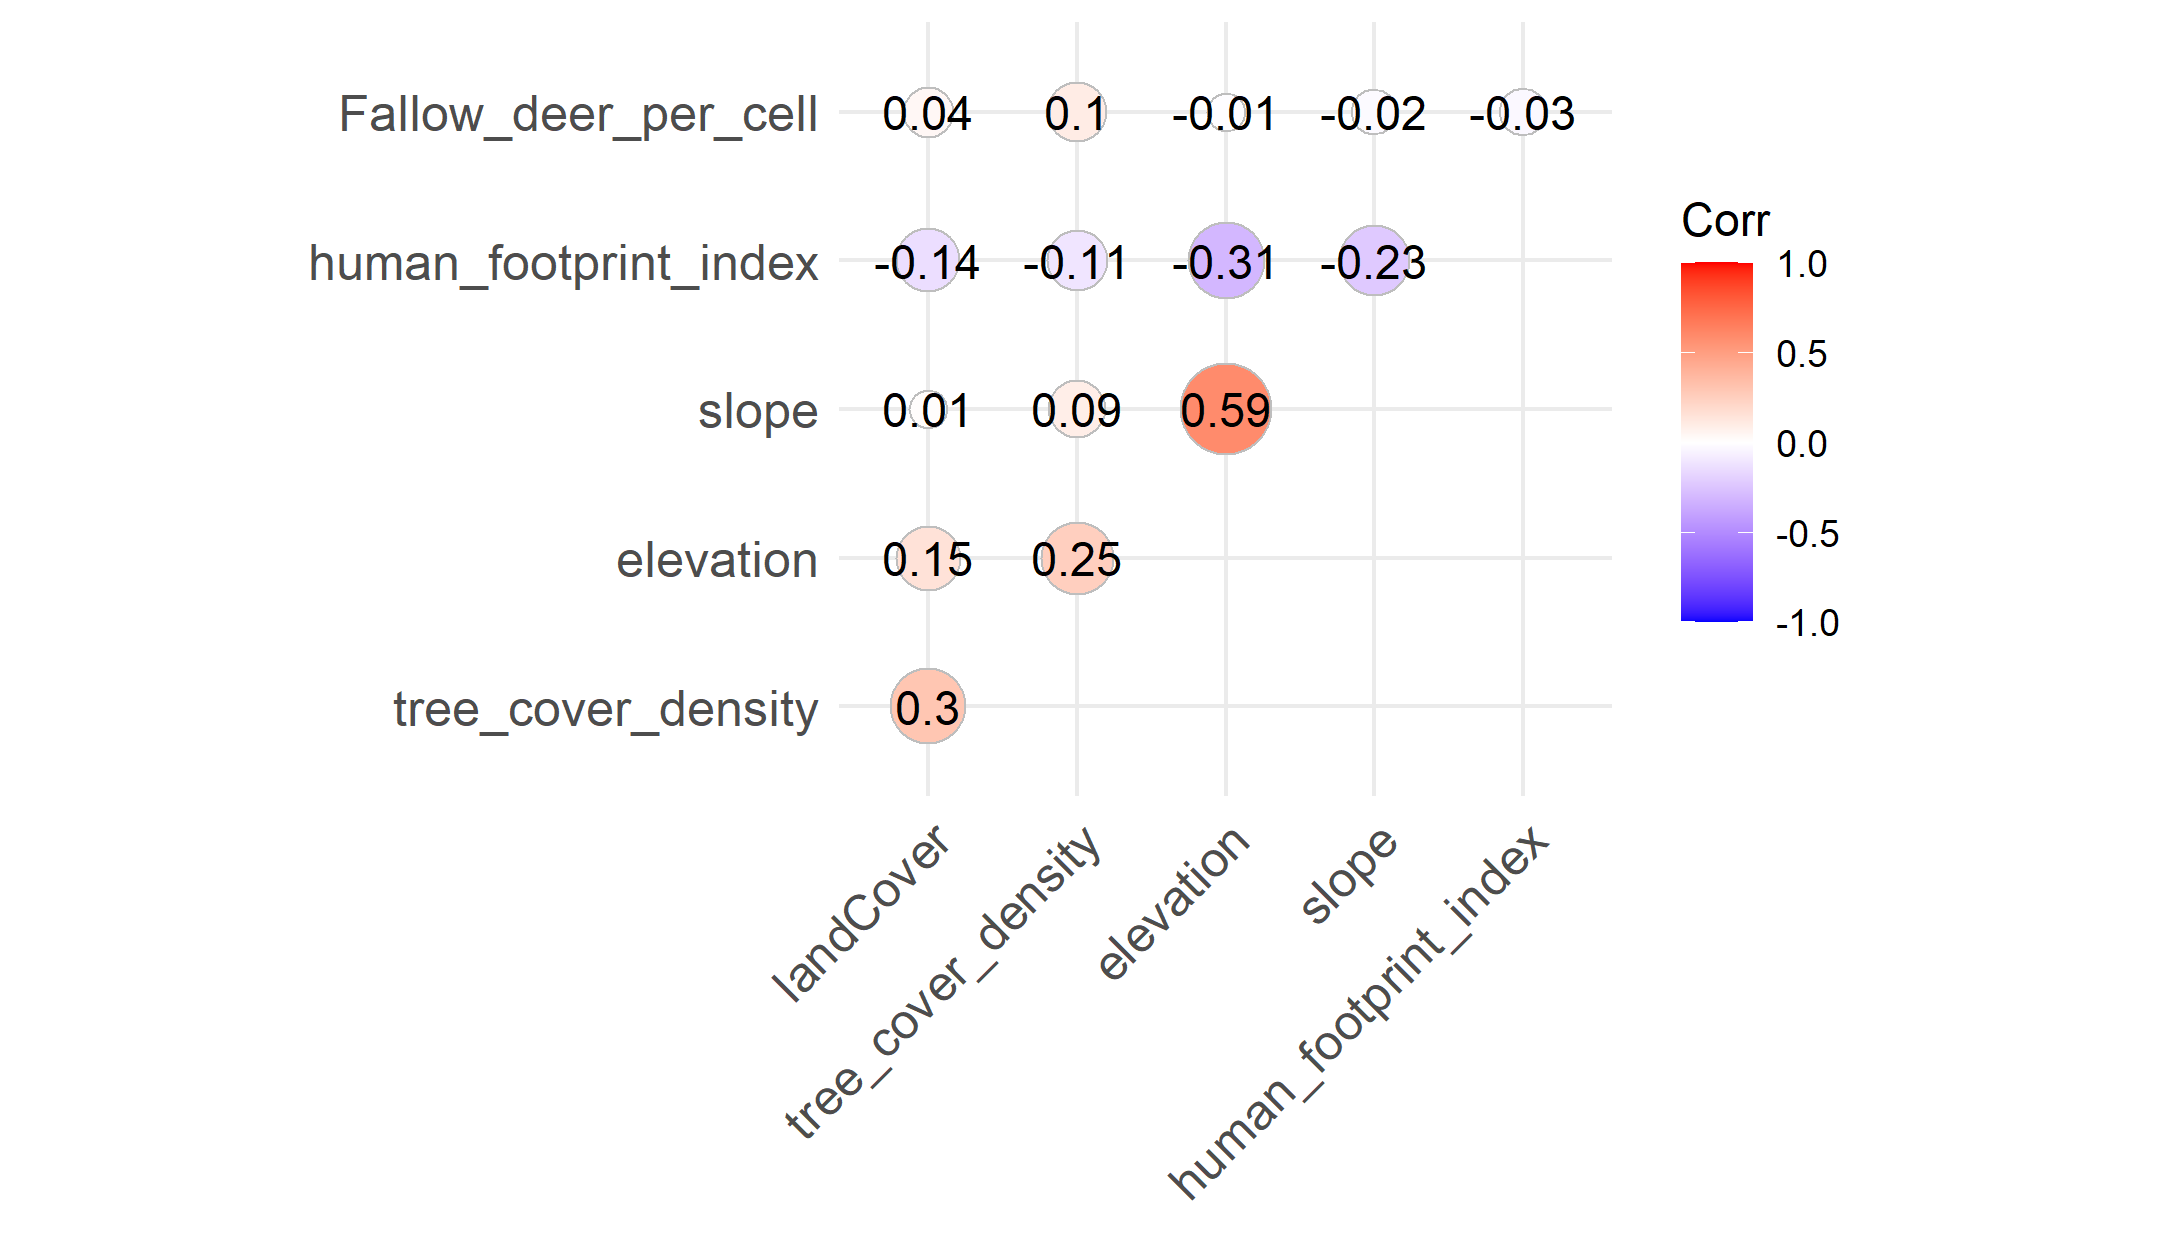 Fallow_deer_per_cell 0.04 0.1 -0.01 -0.02 -0.03
human_footprint_index -0.14 -0.11 -0.31 -0.23
slope 0.01 0.09 0.59
elevation 0.15 0.25
tree_cover_density 0.3
landCover
tree_cover_density
elevation
slope
human_footprint_index
Corr
1.0
0.5
0.0
-0.5
-1.0